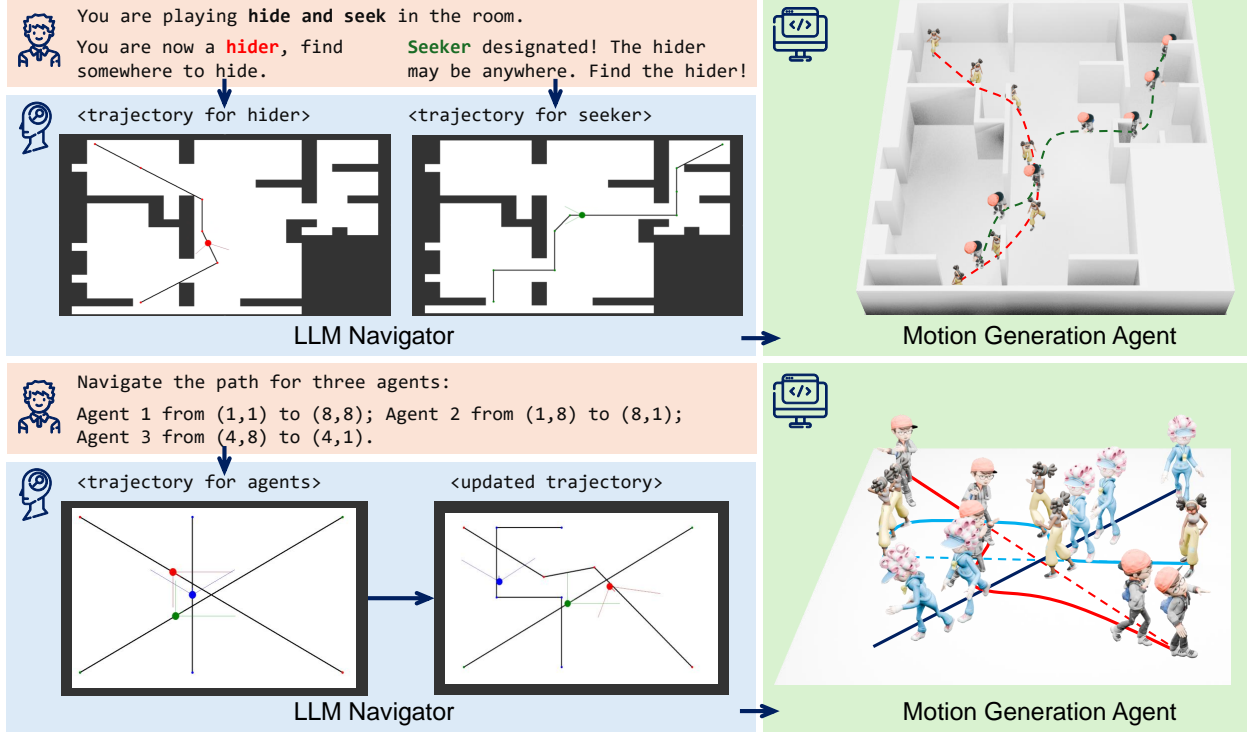 You are playing hide and seek in the room.
You are now a hider, find
somewhere to hide.
Seeker designated! The hider
may be anywhere. Find the hider!
</>
<trajectory for hider>
<trajectory for seeker>
LLM Navigator
Motion Generation Agent
Navigate the path for three agents:
Agent 1 from (1,1) to (8,8); Agent 2 from (1,8) to (8,1);
Agent 3 from (4,8) to (4,1).
</>
<trajectory for agents>
<updated trajectory>
LLM Navigator
Motion Generation Agent